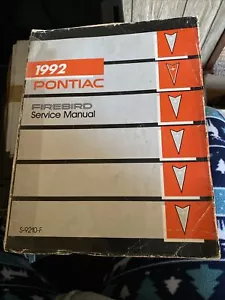 1992
PONTIAC
FIREBIRD
Service Manual
S-9210-F